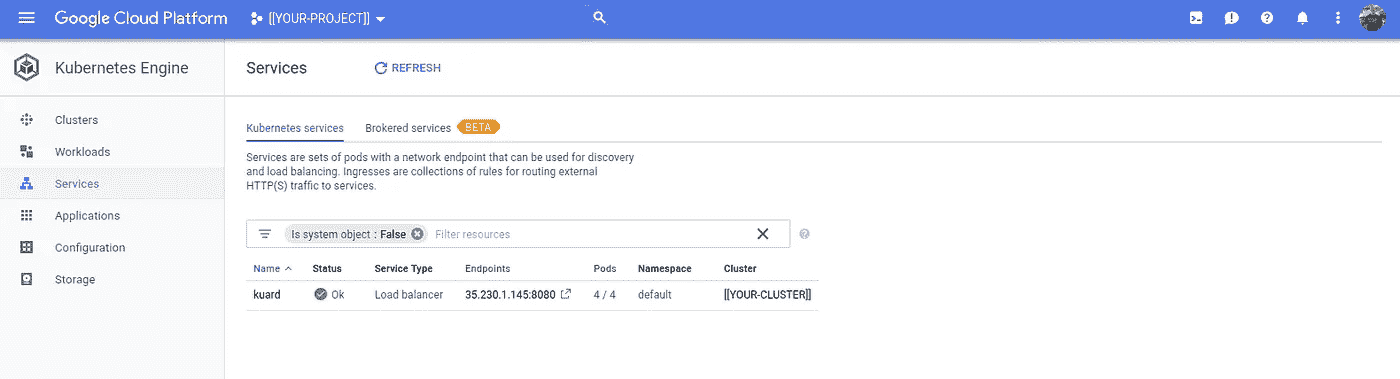 Google Cloud Platform
[[YOUR-PROJECT]]
Kubernetes Engine
Services
REFRESH
Clusters
Workloads
Services
Applications
Configuration
Storage
Kubernetes services
Brokered services BETA
Services are sets of pods with a network endpoint that can be used for discovery
and load balancing. Ingresses are collections of rules for routing external
HTTP(S) traffic to services.
Is system object : False Filter resources
Name Status Service Type Endpoints Pods Namespace Cluster
kuard Ok Load balancer 35.230.1.145:8080 4 / 4 default [[YOUR-CLUSTER]]